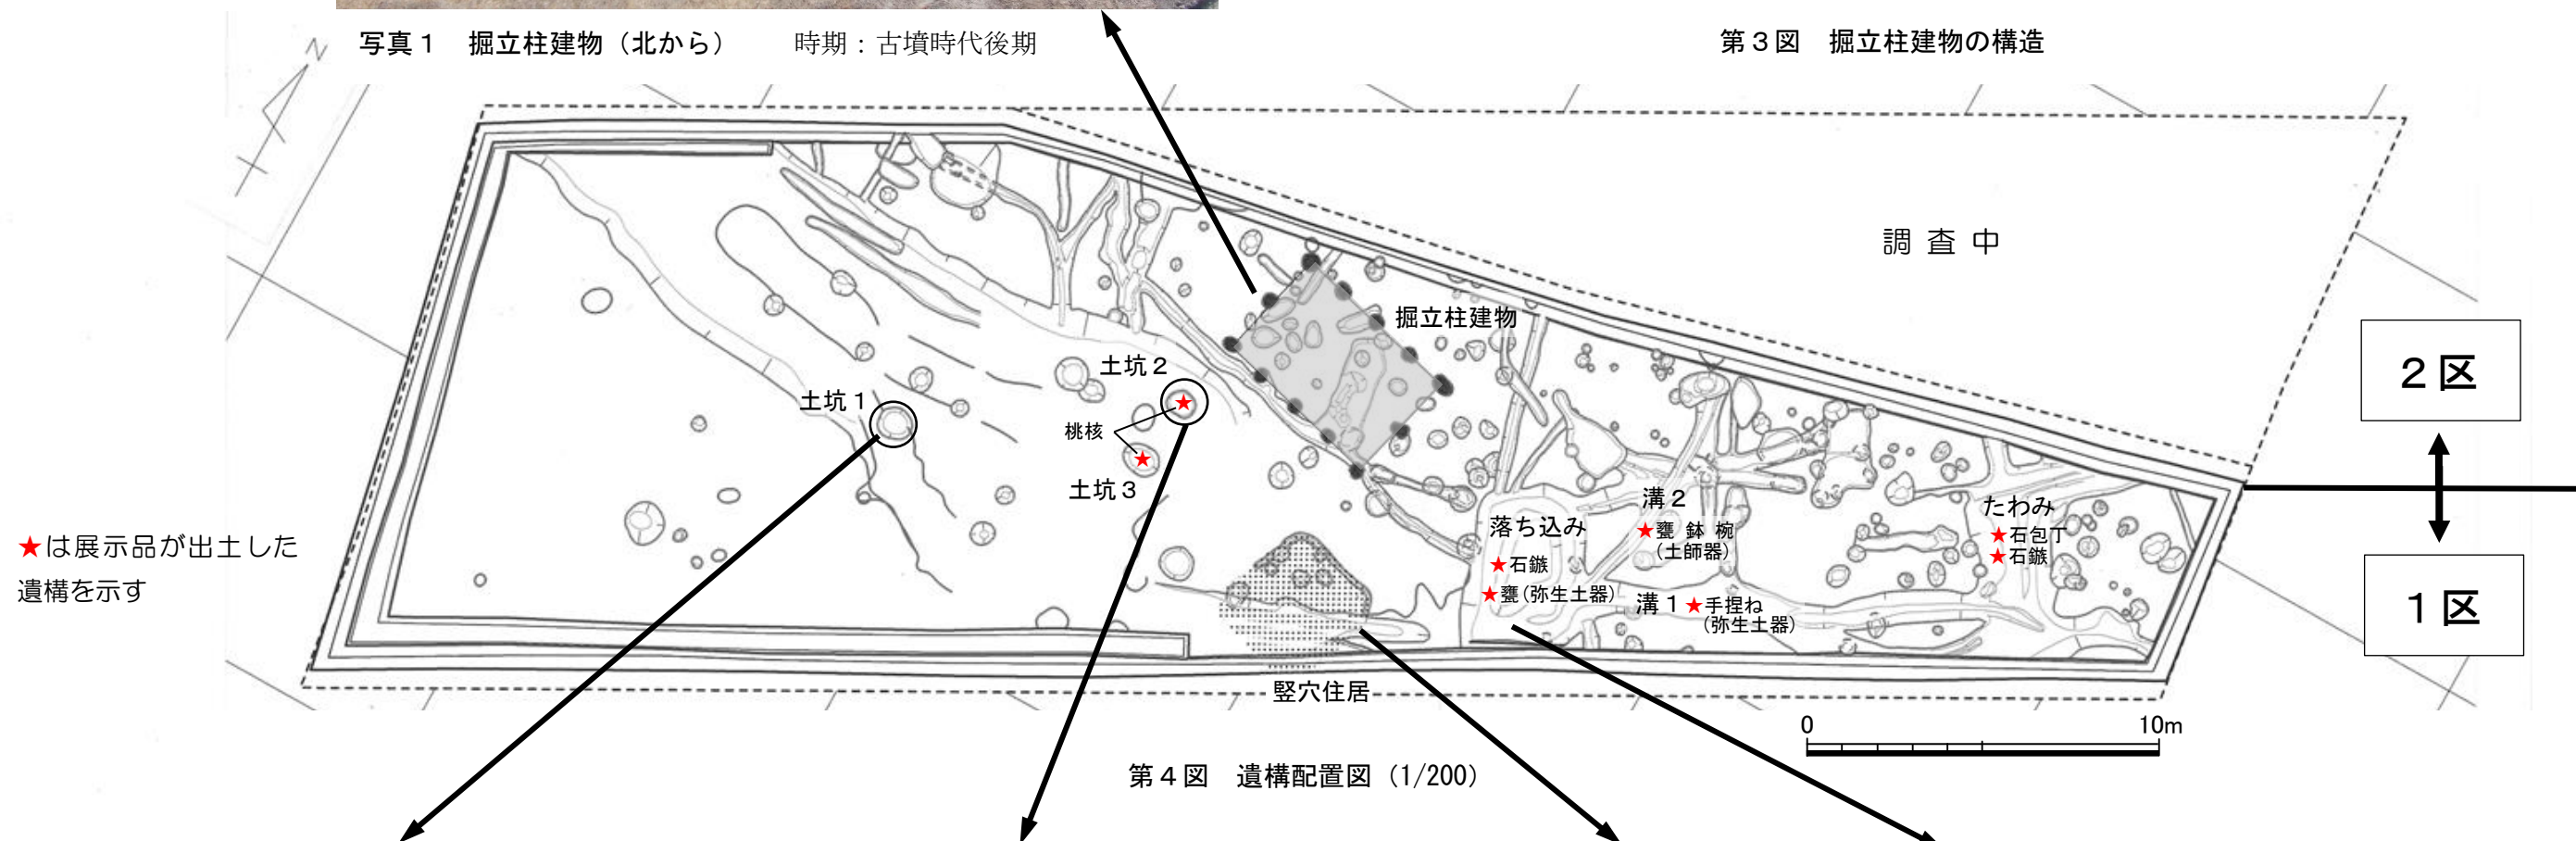 写真１　掘立柱建物（北から）　　時期：古墳時代後期
第３図　掘立柱建物の構造
N
調 査 中
掘立柱建物
２区
土坑２
土坑１
桃核
土坑３
溝２
たわみ
落ち込み
★甕 鉢 椀
（土師器）
★石包丁
★石鏃
★石鏃
★は展示品が出土した
遺構を示す
★甕（弥生土器）
溝１ ★手捏ね
（弥生土器）
１区
竪穴住居
0　10m
第４図　遺構配置図（1/200）